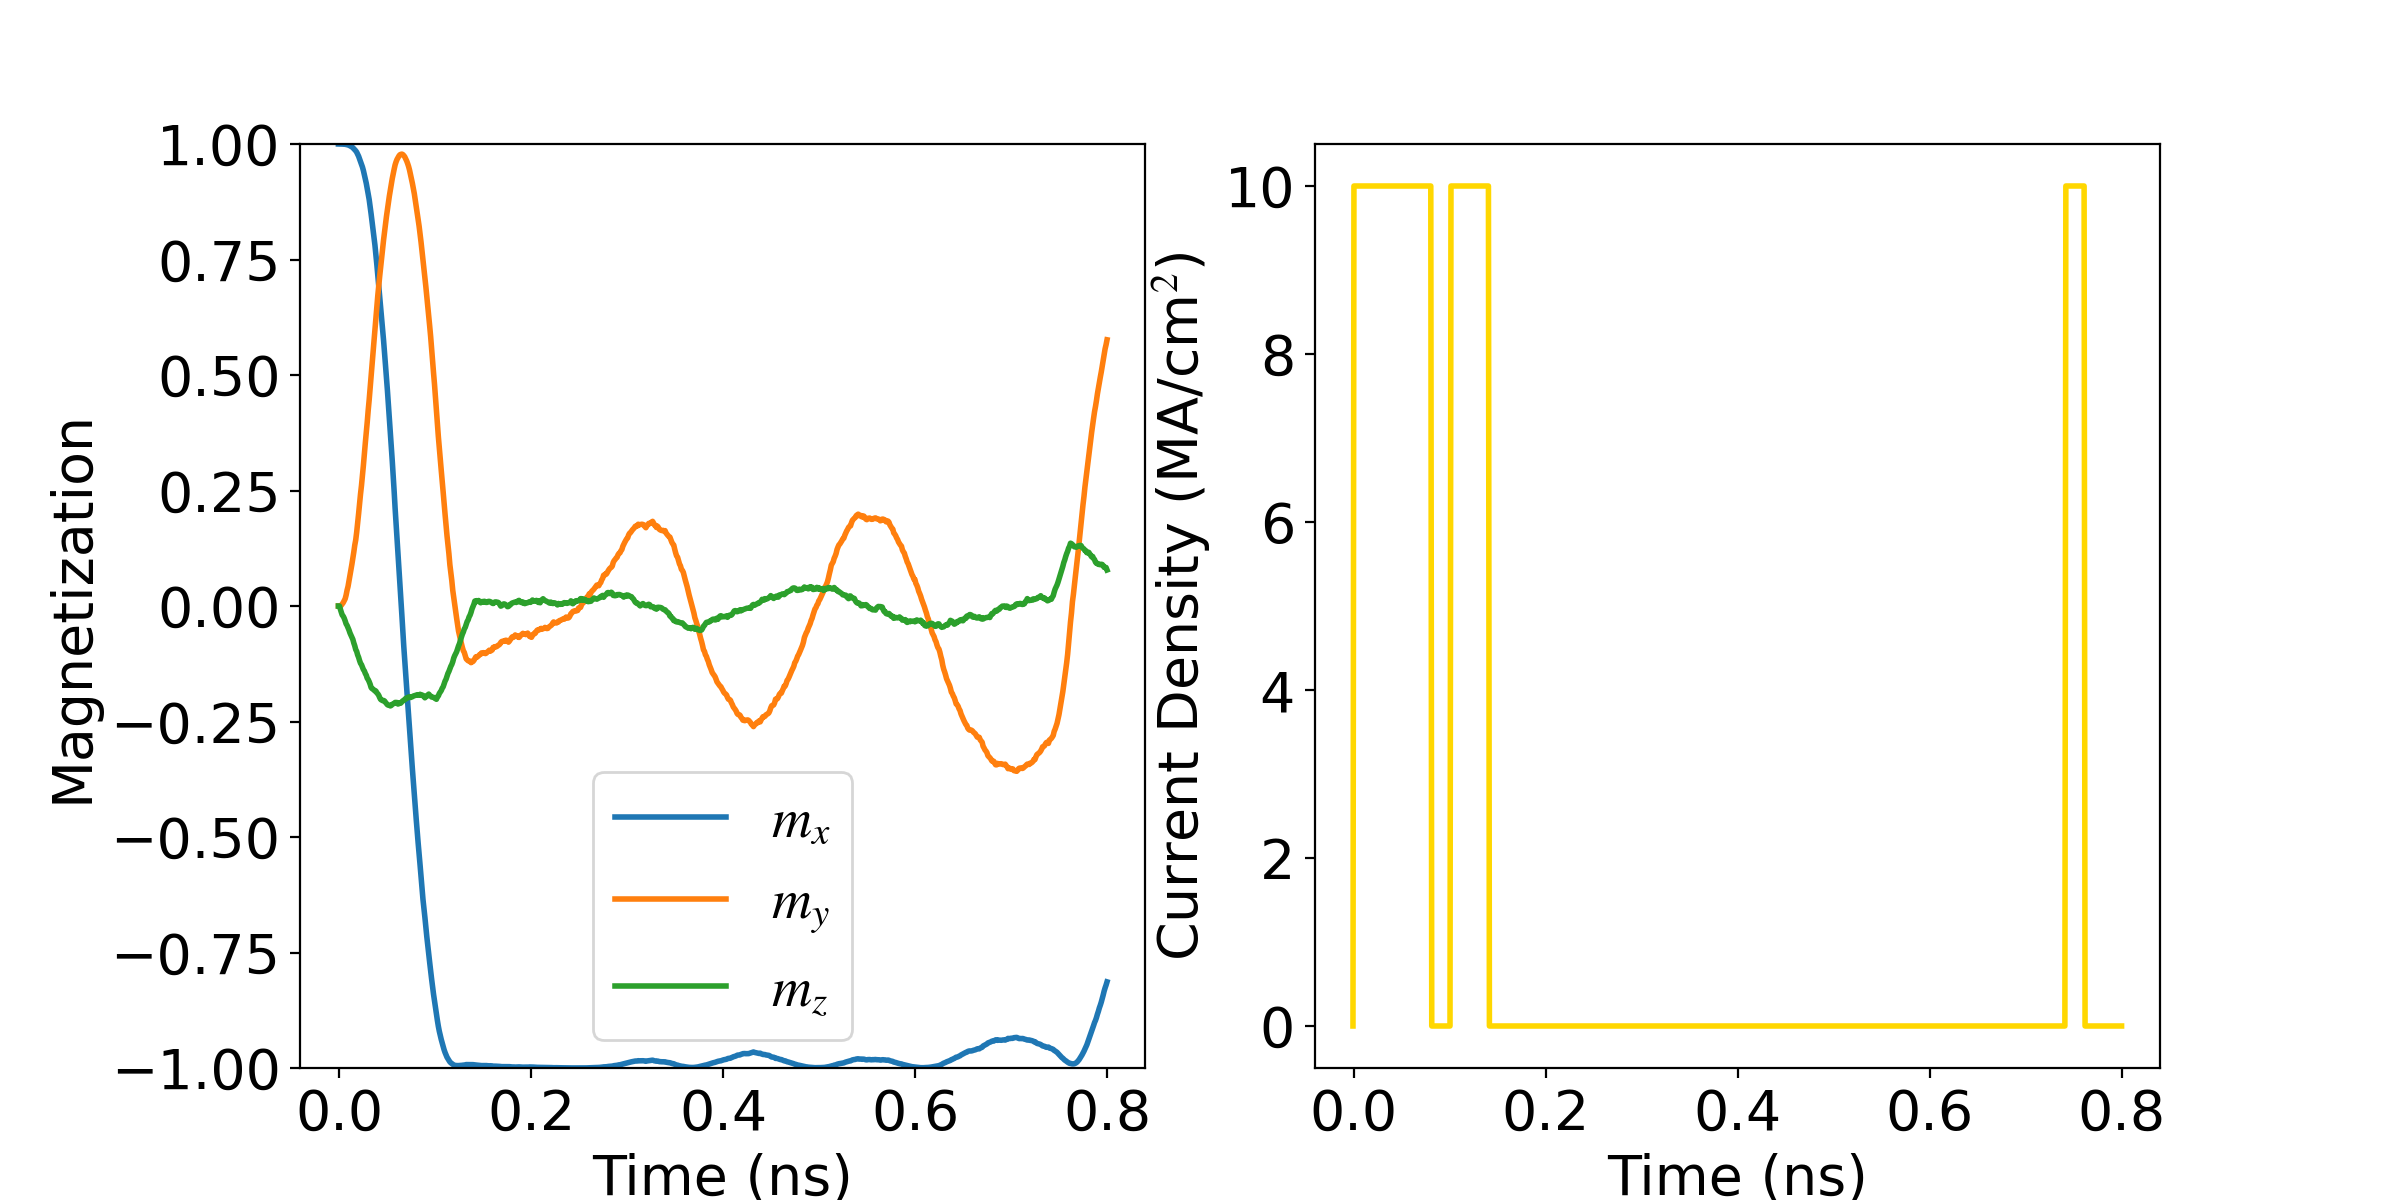 Magnetization
1.00
0.75
0.50
0.25
0.00
−0.25
−0.50
−0.75
−1.00
0.0 0.2 0.4 0.6 0.8
Time (ns)
m_x
m_y
m_z
Current Density (MA/cm²)
10
8
6
4
2
0
0.0 0.2 0.4 0.6 0.8
Time (ns)